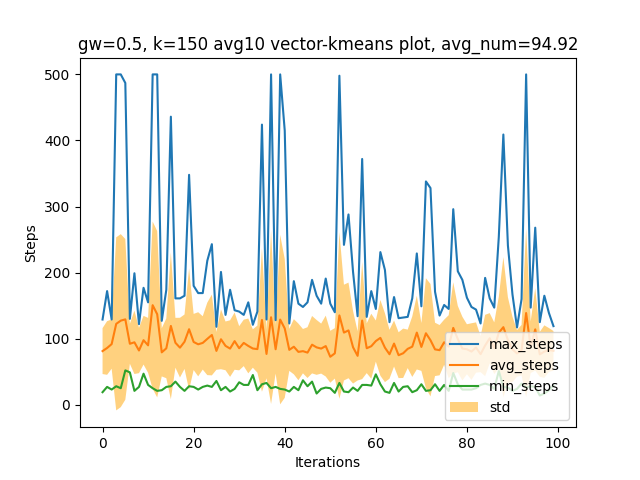 gw=0.5, k=150 avg10 vector-kmeans plot, avg_num=94.92
500
400
300
200
100
0
Steps
0 20 40 60 80 100
Iterations
max_steps
avg_steps
min_steps
std